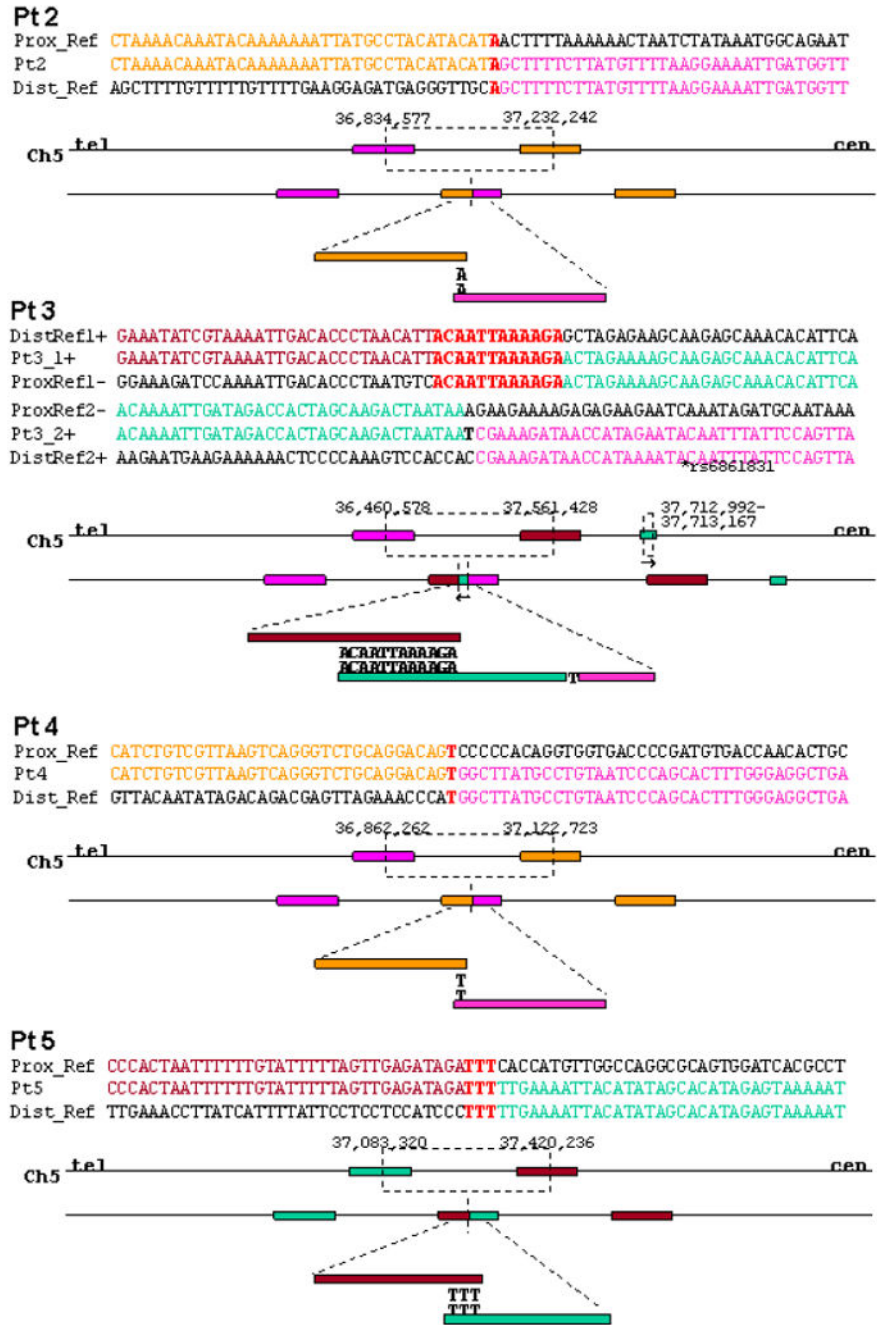 Pt 2
Prox_Ref CTAAAACAAATACAAAAAAATTATGCCTACATACATAACTTTTAAAAAACTAATCTATAAATGGCAGAAT
Pt2 CTAAAACAAATACAAAAAAATTATGCCTACATACATAGCTTTTCTTATGTTTTAAGGAAAATTGATGGTT
Dist_Ref AGCTTTTGTTTTTGTTTTGAAGGAGATGAGGGTTGCAGCTTTTCTTATGTTTTAAGGAAAATTGATGGTT
36,834,577 37,232,242
Ch5 tel cen
A
A
Pt 3
DistRef1+ GAAATATCGTAAAATTGACACCCTAACATTACAATTAAAAGAGCTAGAGAAGCAAGAGCAAACACATTCA
Pt3_1+ GAAATATCGTAAAATTGACACCCTAACATTACAATTAAAAGAACTAGAAAAGCAAGAGCAAACACATTCA
ProxRef1- GGAAAGATCCAAAATTGACACCCTAATGTCACAATTAAAAGAACTAGAAAAGCAAGAGCAAACACATTCA
ProxRef2- ACAAAATTGATAGACCACTAGCAAGACTAATAAAGAAGAAAAGAGAGAAGAATCAAATAGATGCAATAAA
Pt3_2+ ACAAAATTGATAGACCACTAGCAAGACTAATAATCGAAAGATAACCATAGAATACAATTTATTCCAGTTA
DistRef2+ AAGAATGAAGAAAAAACTCCCCAAAGTCCACCACCGAAAGATAACCATAAAATACAATTTATTCCAGTTA
*rs6861831
36,460,578 37,561,428 37,712,992-
37,713,167
Ch5 tel cen
ACAATTAAAAGA
ACAATTAAAAGA
T
Pt 4
Prox_Ref CATCTGTCGTTAAGTCAGGGTCTGCAGGACAGTCCCCCACAGGTGGTGACCCCGATGTGACCAACACTGC
Pt4 CATCTGTCGTTAAGTCAGGGTCTGCAGGACAGTGGCTTATGCCTGTAATCCCAGCACTTTGGGAGGCTGA
Dist_Ref GTTACAATATAGACAGACGAGTTAGAAACCCATGGCTTATGCCTGTAATCCCAGCACTTTGGGAGGCTGA
36,862,262 37,122,723
Ch5 tel cen
T
T
Pt 5
Prox_Ref CCCACTAATTTTTTGTATTTTTAGTTGAGATAGATTTCACCATGTTGGCCAGGCGCAGTGGATCACGCCT
Pt5 CCCACTAATTTTTTGTATTTTTAGTTGAGATAGATTTTTGAAAATTACATATAGCACATAGAGTAAAAAT
Dist_Ref TTGAAACCTTATCATTTTATTCCTCCTCCATCCCTTTTTGAAAATTACATATAGCACATAGAGTAAAAAT
37,083,320 37,420,236
Ch5 tel cen
TTT
TTT